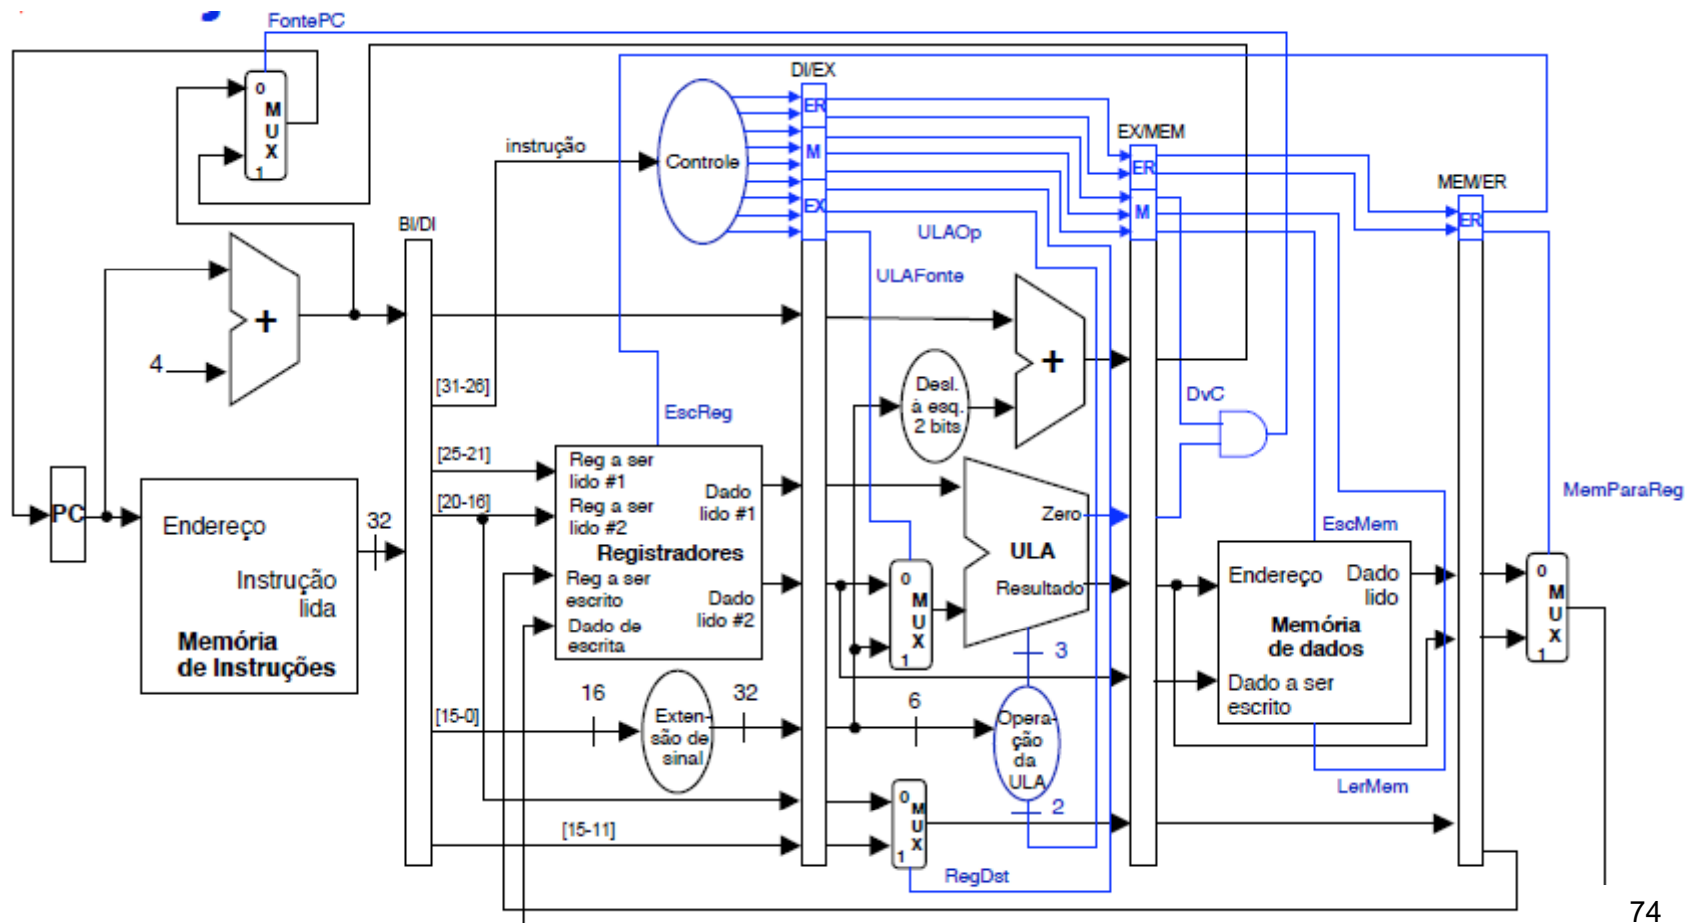 FontePC
0
M
U
X
1
instrução
Controle
DI/EX
ER
M
EX
EX/MEM
ER
M
MEM/ER
ER
BI/DI
ULAOp
ULAFonte
+
4
+
[31-26]
EscReg
Desl.
à esq.
2 bits
DvC
[25-21]
[20-16]
Reg a ser
lido #1
Reg a ser
lido #2
Registradores
Reg a ser
escrito
Dado de
escrita
Dado
lido #1
Dado
lido #2
PC
Endereço
32
Instrução
lida
Memória
de Instruções
Zero
ULA
Resultado
0
M
U
X
1
3
EscMem
MemParaReg
Endereço
Dado
lido
Memória
de dados
Dado a ser
escrito
0
M
U
X
1
[15-0]
16
Exten-
são de
sinal
32
6
Opera-
ção
da
ULA
2
LerMem
0
M
U
X
1
[15-11]
RegDst
74